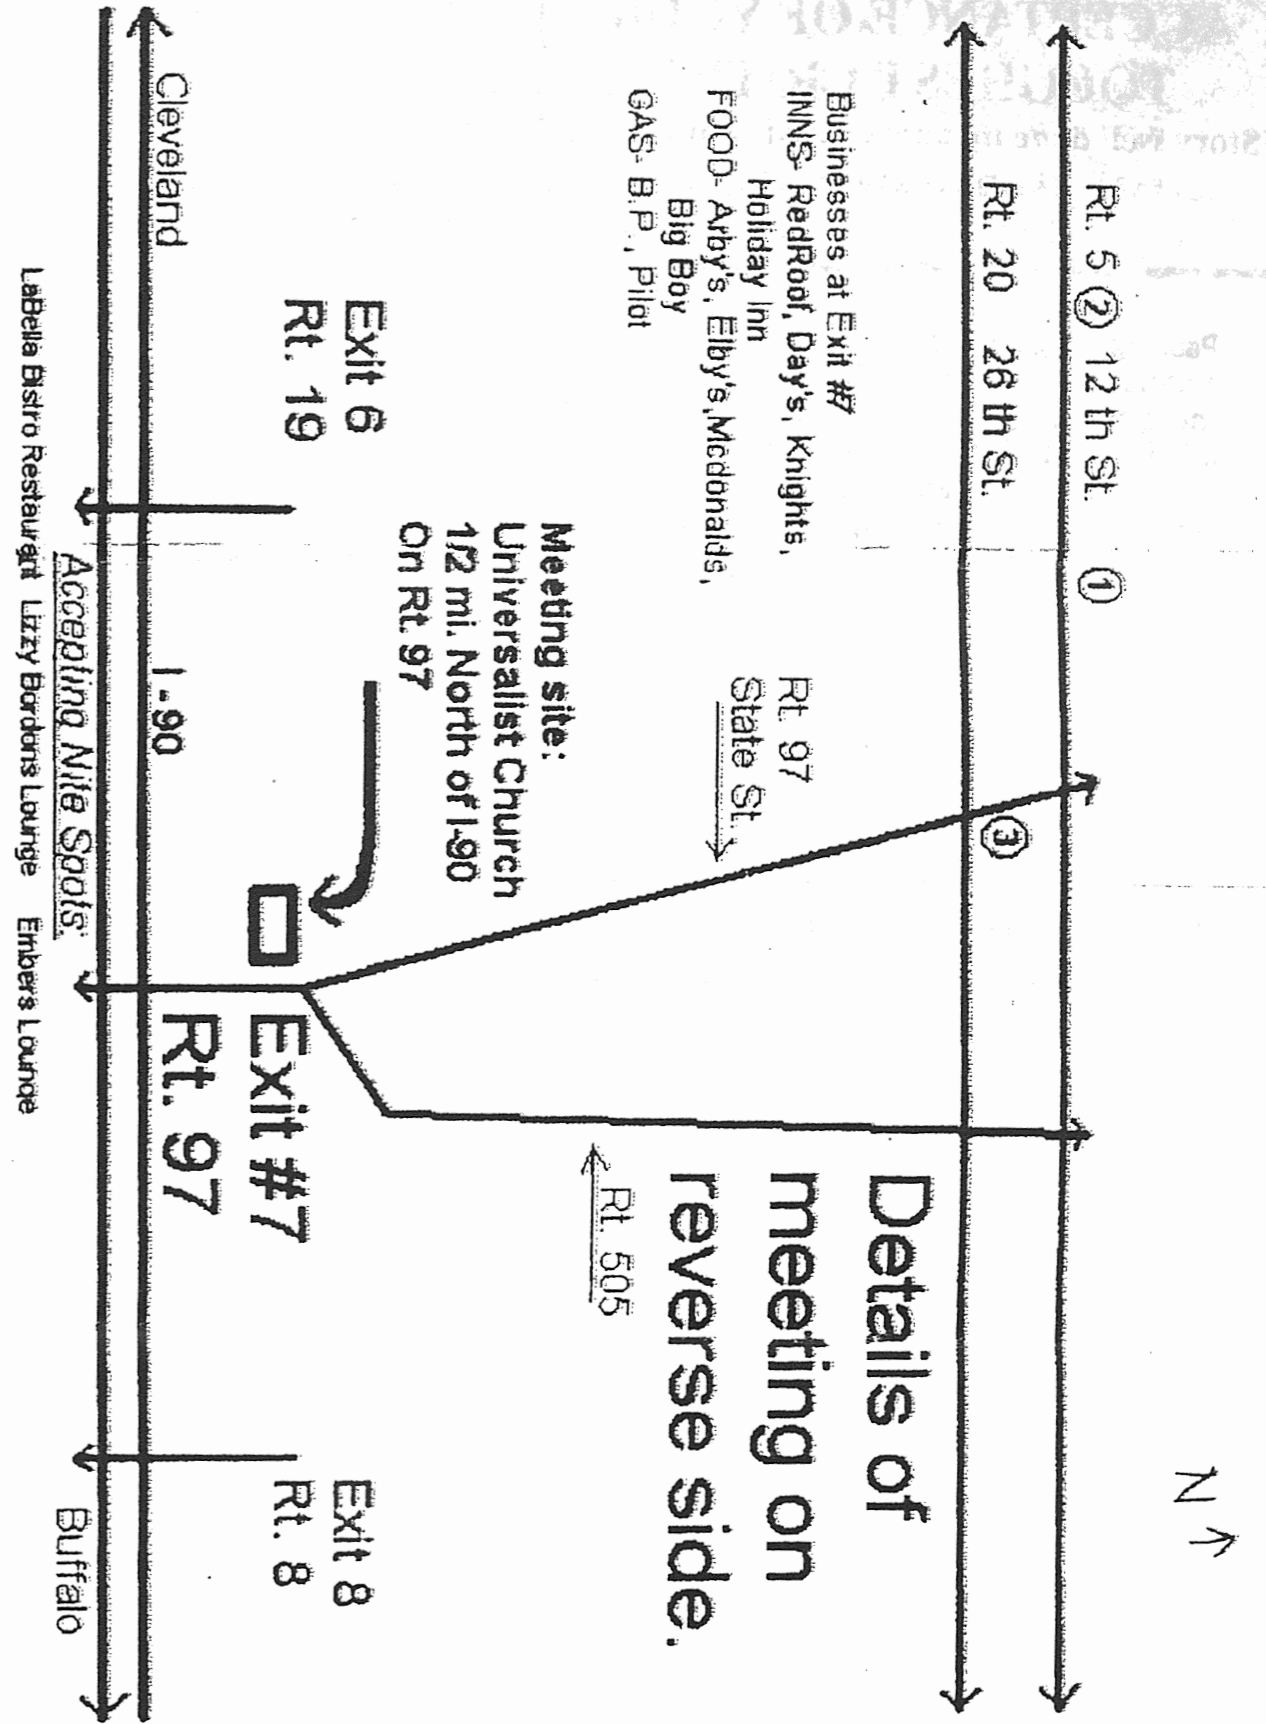 N
Rt. 5 ② 12 th St. ①
Rt. 20 26 th St. ③
Businesses at Exit #7
INNS- RedRoof, Day's, Knights,
Holiday Inn
FOOD- Arby's, Elby's, Mcdonalds,
Big Boy
GAS- B.P., Pilot
Rt. 97
State St.
Details of
meeting on
reverse side.
Rt. 505
Meeting site:
Universalist Church
1/2 mi. North of I-90
On Rt. 97
Exit 6
Rt. 19
Exit #7
Rt. 97
Exit 8
Rt. 8
Cleveland
I-90
Buffalo
Accepting Nite Spots.
LaBella Bistro Restaurant Lizzy Bordons Lounge Embers Lounge